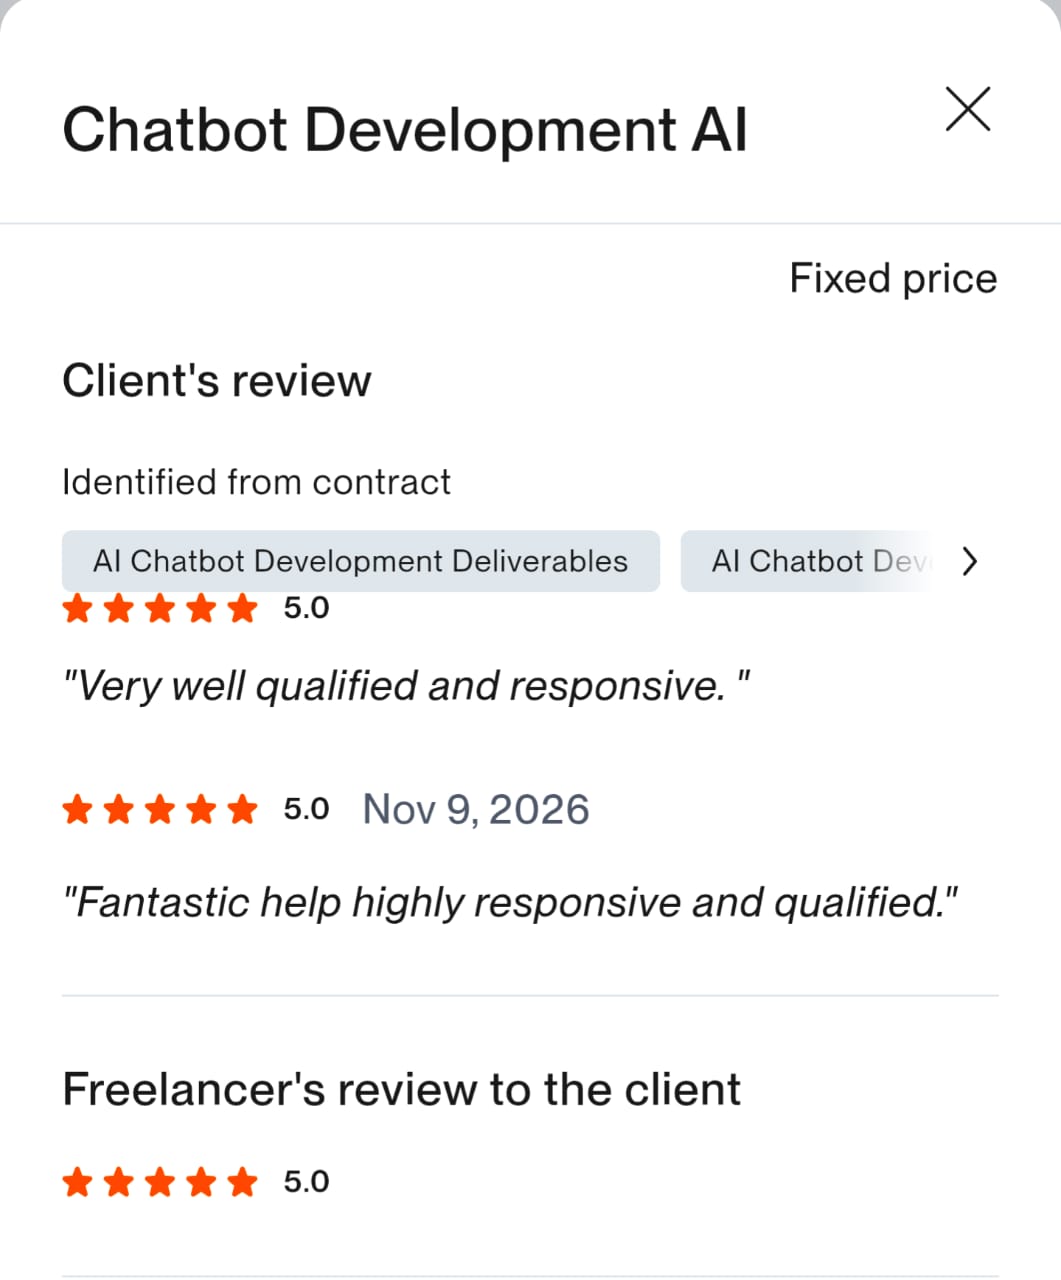 Chatbot Development AI
Fixed price
Client's review
Identified from contract
AI Chatbot Development Deliverables
AI Chatbot
5.0
"Very well qualified and responsive. "
5.0 Nov 9, 2026
"Fantastic help highly responsive and qualified."
Freelancer's review to the client
5.0